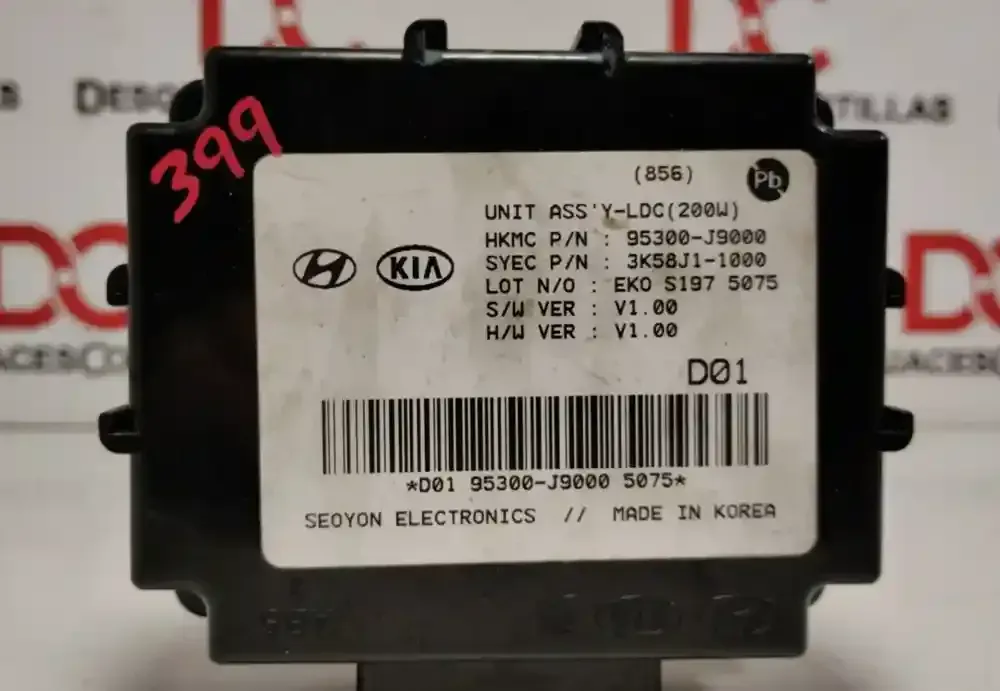 399
(856)
Pb
UNIT ASS'Y-LDC(200W)
HKMC P/N : 95300-J9000
SYEC P/N : 3K58J1-1000
LOT N/O : EKO S197 5075
S/W VER : V1.00
H/W VER : V1.00
KIA
D01
*D01 95300-J9000 5075*
SEOYON ELECTRONICS // MADE IN KOREA